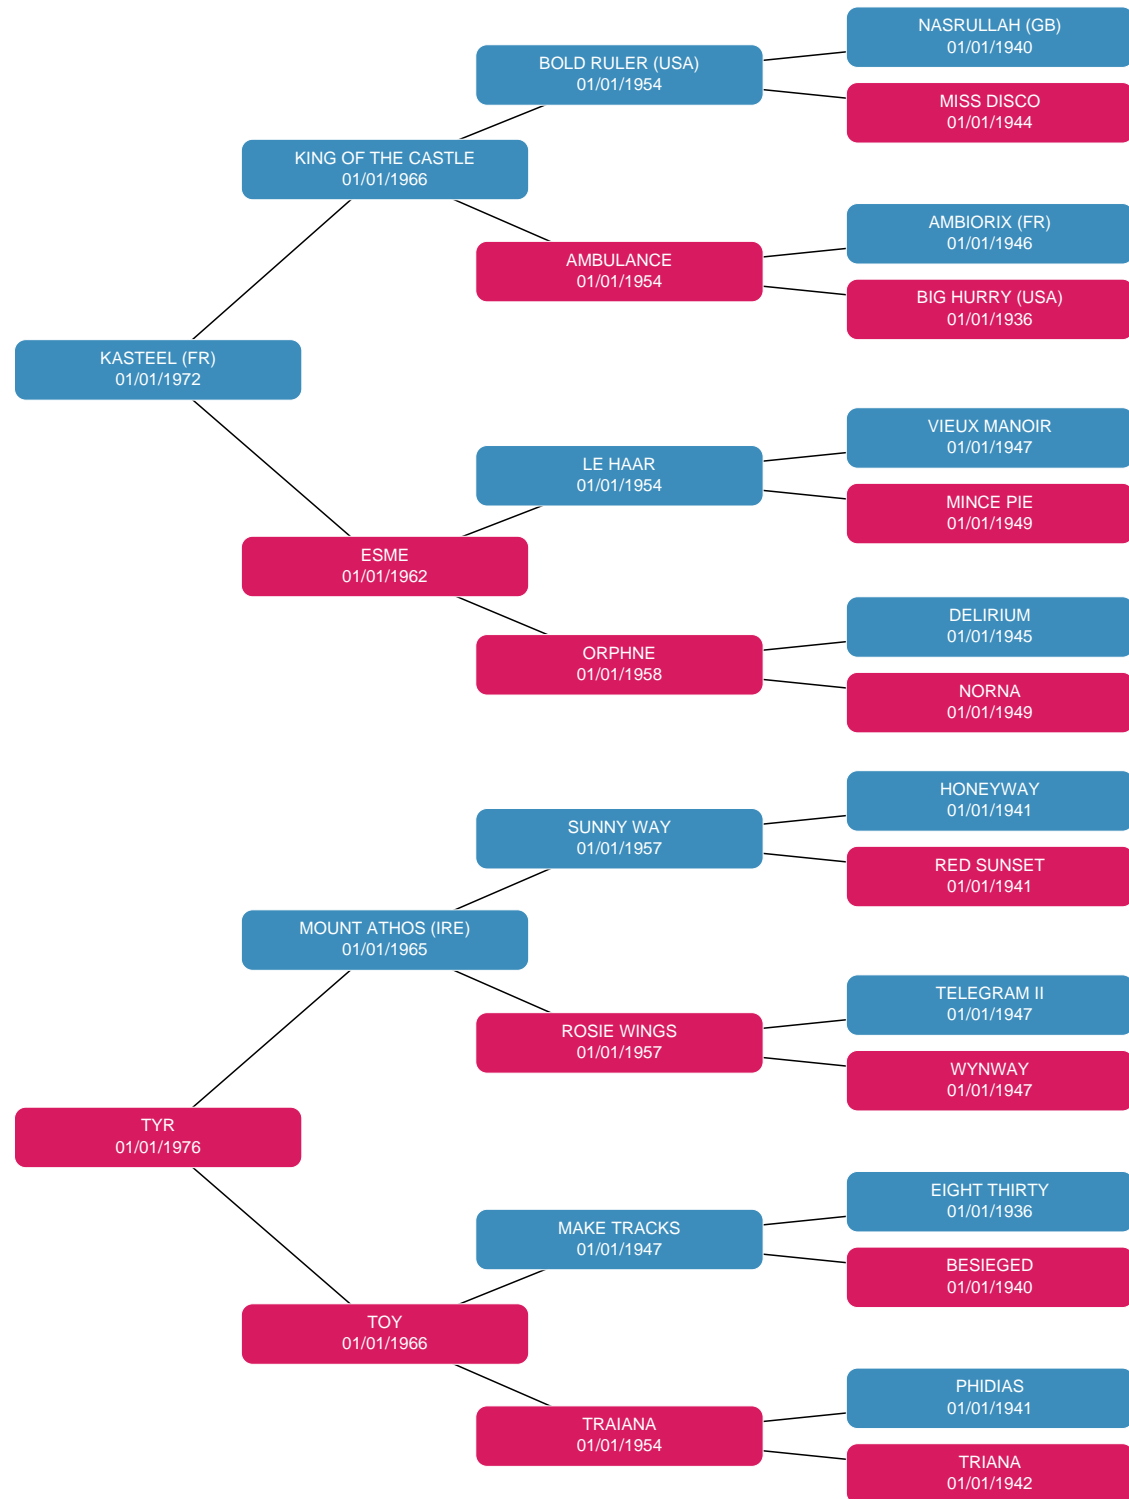 NASRULLAH (GB)
01/01/1940
BOLD RULER (USA)
01/01/1954
MISS DISCO
01/01/1944
KING OF THE CASTLE
01/01/1966
AMBIORIX (FR)
01/01/1946
AMBULANCE
01/01/1954
BIG HURRY (USA)
01/01/1936
KASTEEL (FR)
01/01/1972
VIEUX MANOIR
01/01/1947
LE HAAR
01/01/1954
MINCE PIE
01/01/1949
ESME
01/01/1962
DELIRIUM
01/01/1945
ORPHNE
01/01/1958
NORNA
01/01/1949
HONEYWAY
01/01/1941
SUNNY WAY
01/01/1957
RED SUNSET
01/01/1941
MOUNT ATHOS (IRE)
01/01/1965
TELEGRAM II
01/01/1947
ROSIE WINGS
01/01/1957
WYNWAY
01/01/1947
TYR
01/01/1976
EIGHT THIRTY
01/01/1936
MAKE TRACKS
01/01/1947
BESIEGED
01/01/1940
TOY
01/01/1966
PHIDIAS
01/01/1941
TRAIANA
01/01/1954
TRIANA
01/01/1942